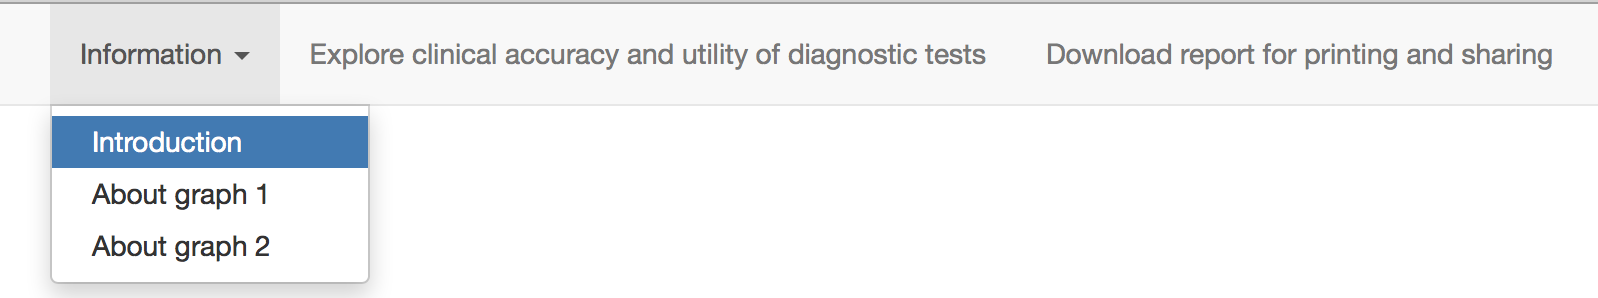 Information Explore clinical accuracy and utility of diagnostic tests Download report for printing and sharing
Introduction
About graph 1
About graph 2